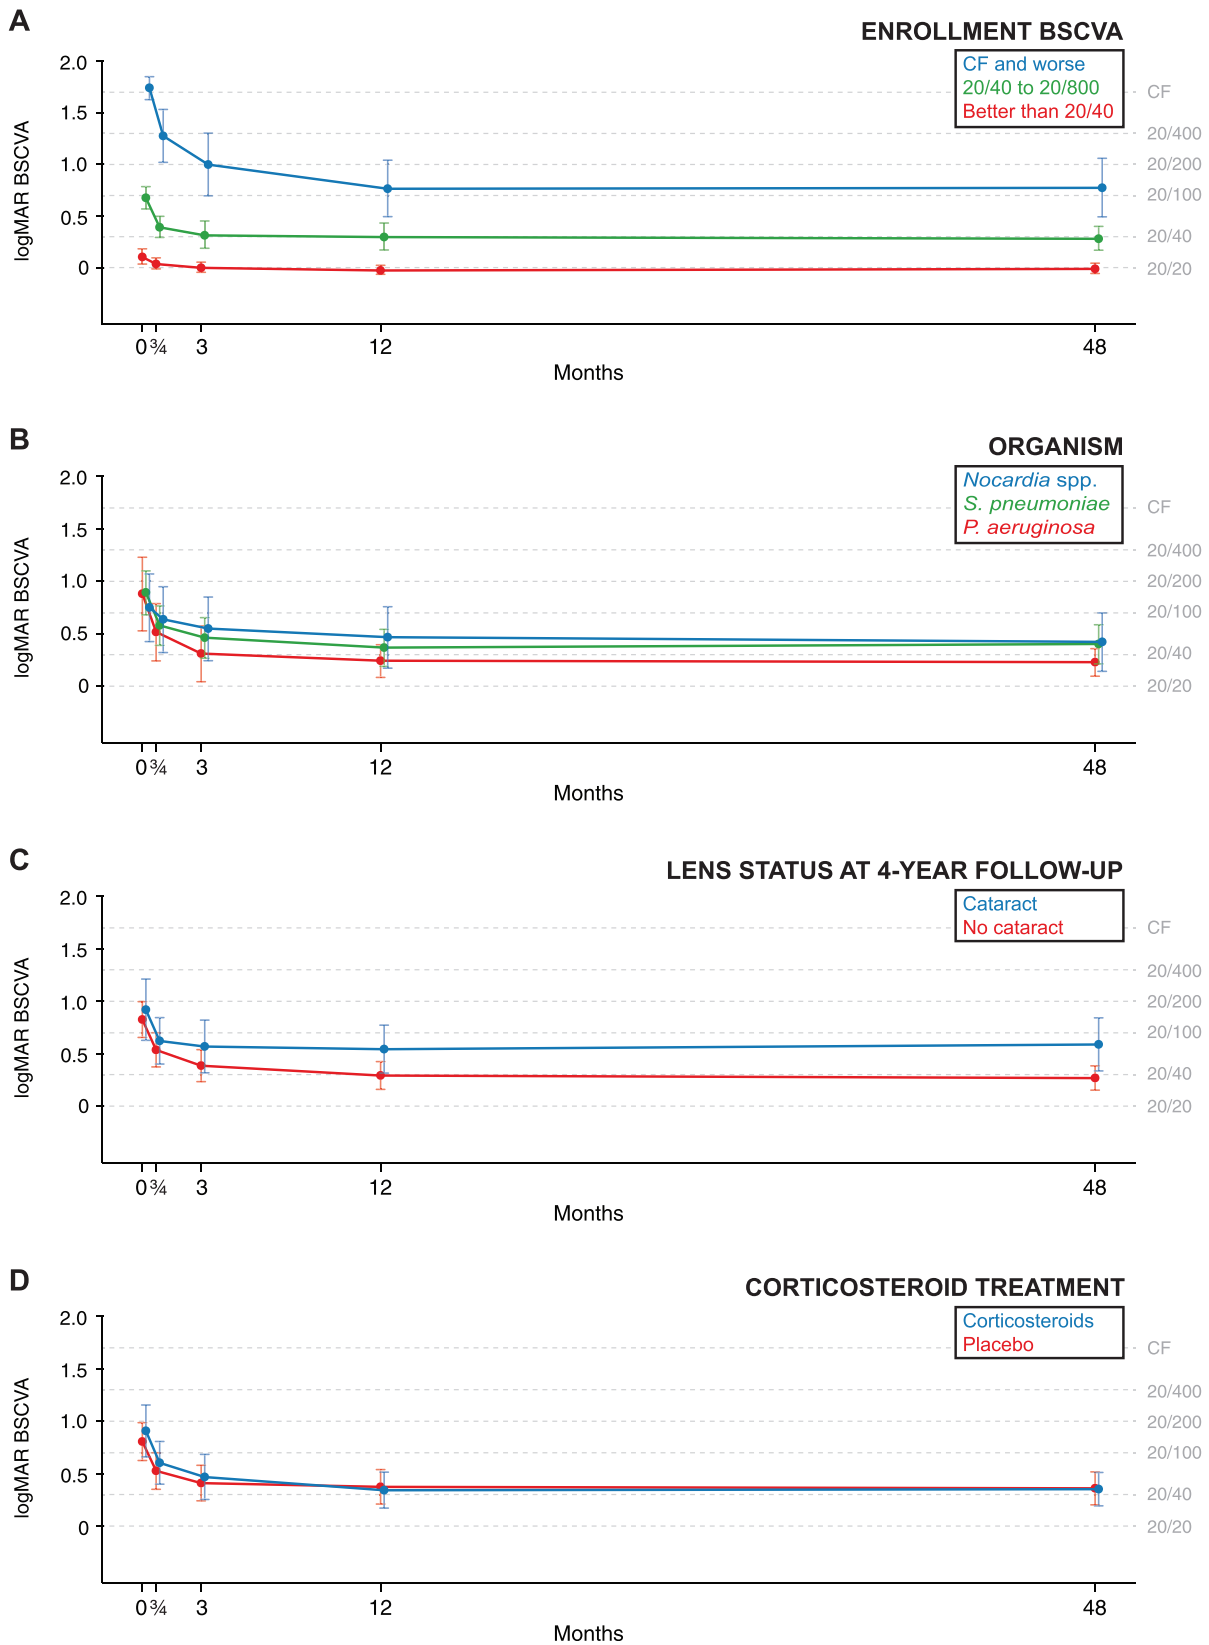 A
ENROLLMENT BSCVA
CF and worse
20/40 to 20/800
Better than 20/40
logMAR BSCVA
2.0
1.5
1.0
0.5
0
CF
20/400
20/200
20/100
20/40
20/20
0 ¾ 3 12 48
Months
B
ORGANISM
Nocardia spp.
S. pneumoniae
P. aeruginosa
logMAR BSCVA
2.0
1.5
1.0
0.5
0
CF
20/400
20/200
20/100
20/40
20/20
0 ¾ 3 12 48
Months
C
LENS STATUS AT 4-YEAR FOLLOW-UP
Cataract
No cataract
logMAR BSCVA
2.0
1.5
1.0
0.5
0
CF
20/400
20/200
20/100
20/40
20/20
0 ¾ 3 12 48
Months
D
CORTICOSTEROID TREATMENT
Corticosteroids
Placebo
logMAR BSCVA
2.0
1.5
1.0
0.5
0
CF
20/400
20/200
20/100
20/40
20/20
0 ¾ 3 12 48
Months